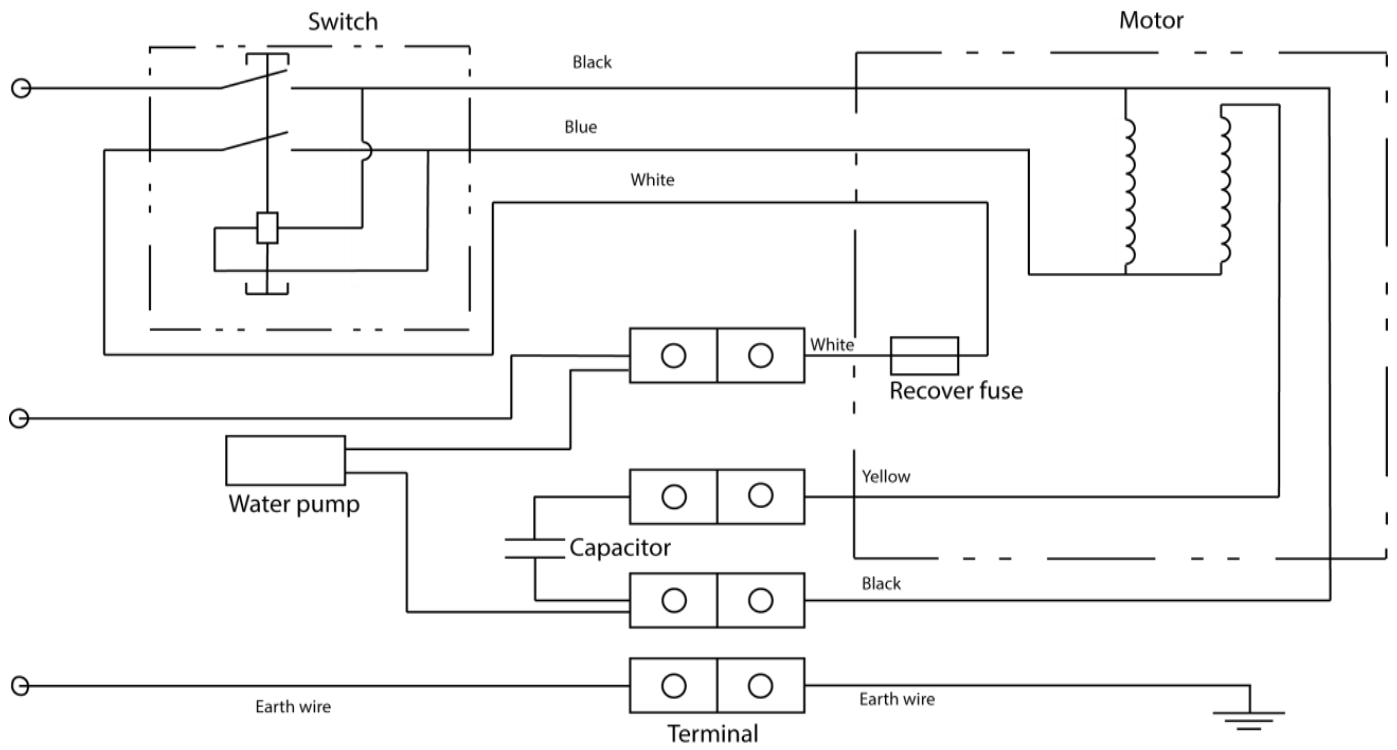 Switch
Motor
Black
Blue
White
White
Recover fuse
Water pump
Yellow
Capacitor
Black
Earth wire
Earth wire
Terminal